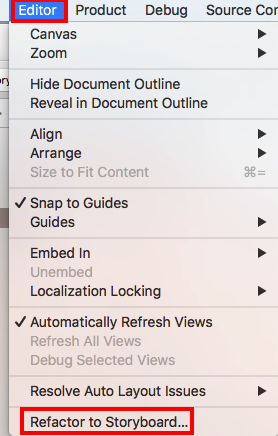 Editor Product Debug Source Con
Canvas
Zoom
Hide Document Outline
Reveal in Document Outline
Align
Arrange
Size to Fit Content ⌘=
Snap to Guides
Guides
Embed In
Unembed
Localization Locking
Automatically Refresh Views
Refresh All Views
Debug Selected Views
Resolve Auto Layout Issues
Refactor to Storyboard...